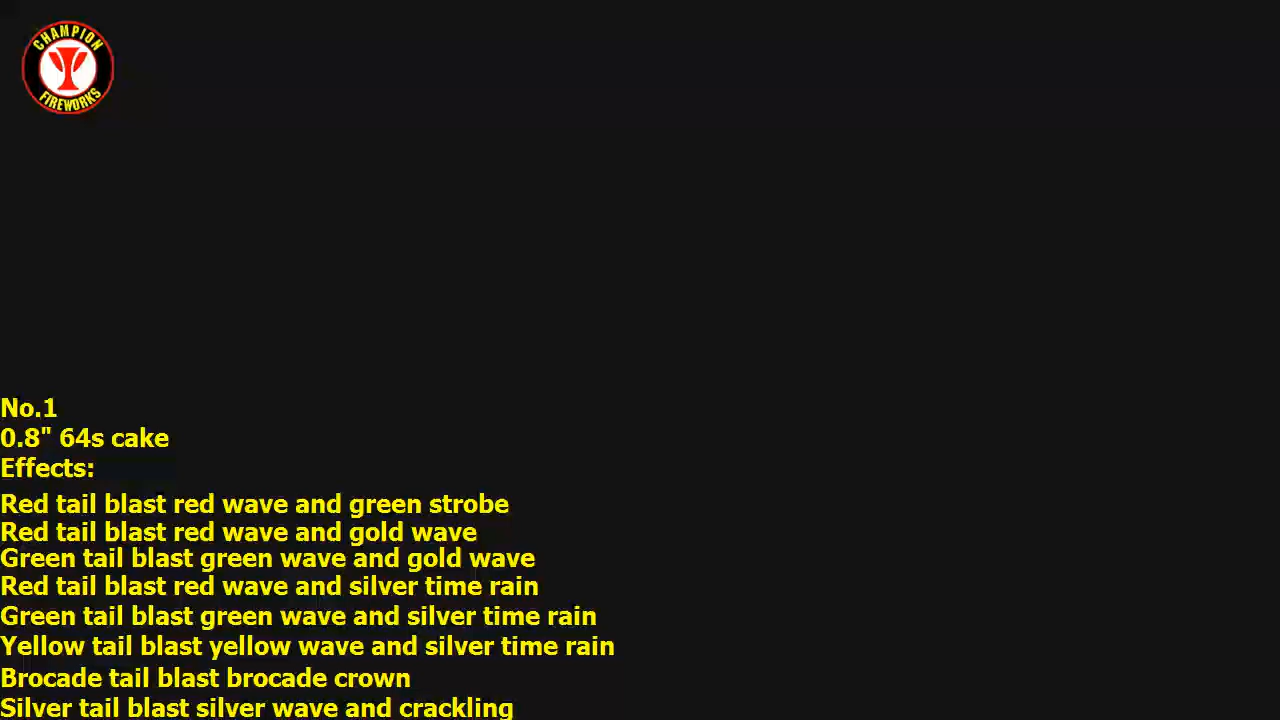 CHAMPION
FIREWORKS
No.1
0.8" 64s cake
Effects:
Red tail blast red wave and green strobe
Red tail blast red wave and gold wave
Green tail blast green wave and gold wave
Red tail blast red wave and silver time rain
Green tail blast green wave and silver time rain
Yellow tail blast yellow wave and silver time rain
Brocade tail blast brocade crown
Silver tail blast silver wave and crackling